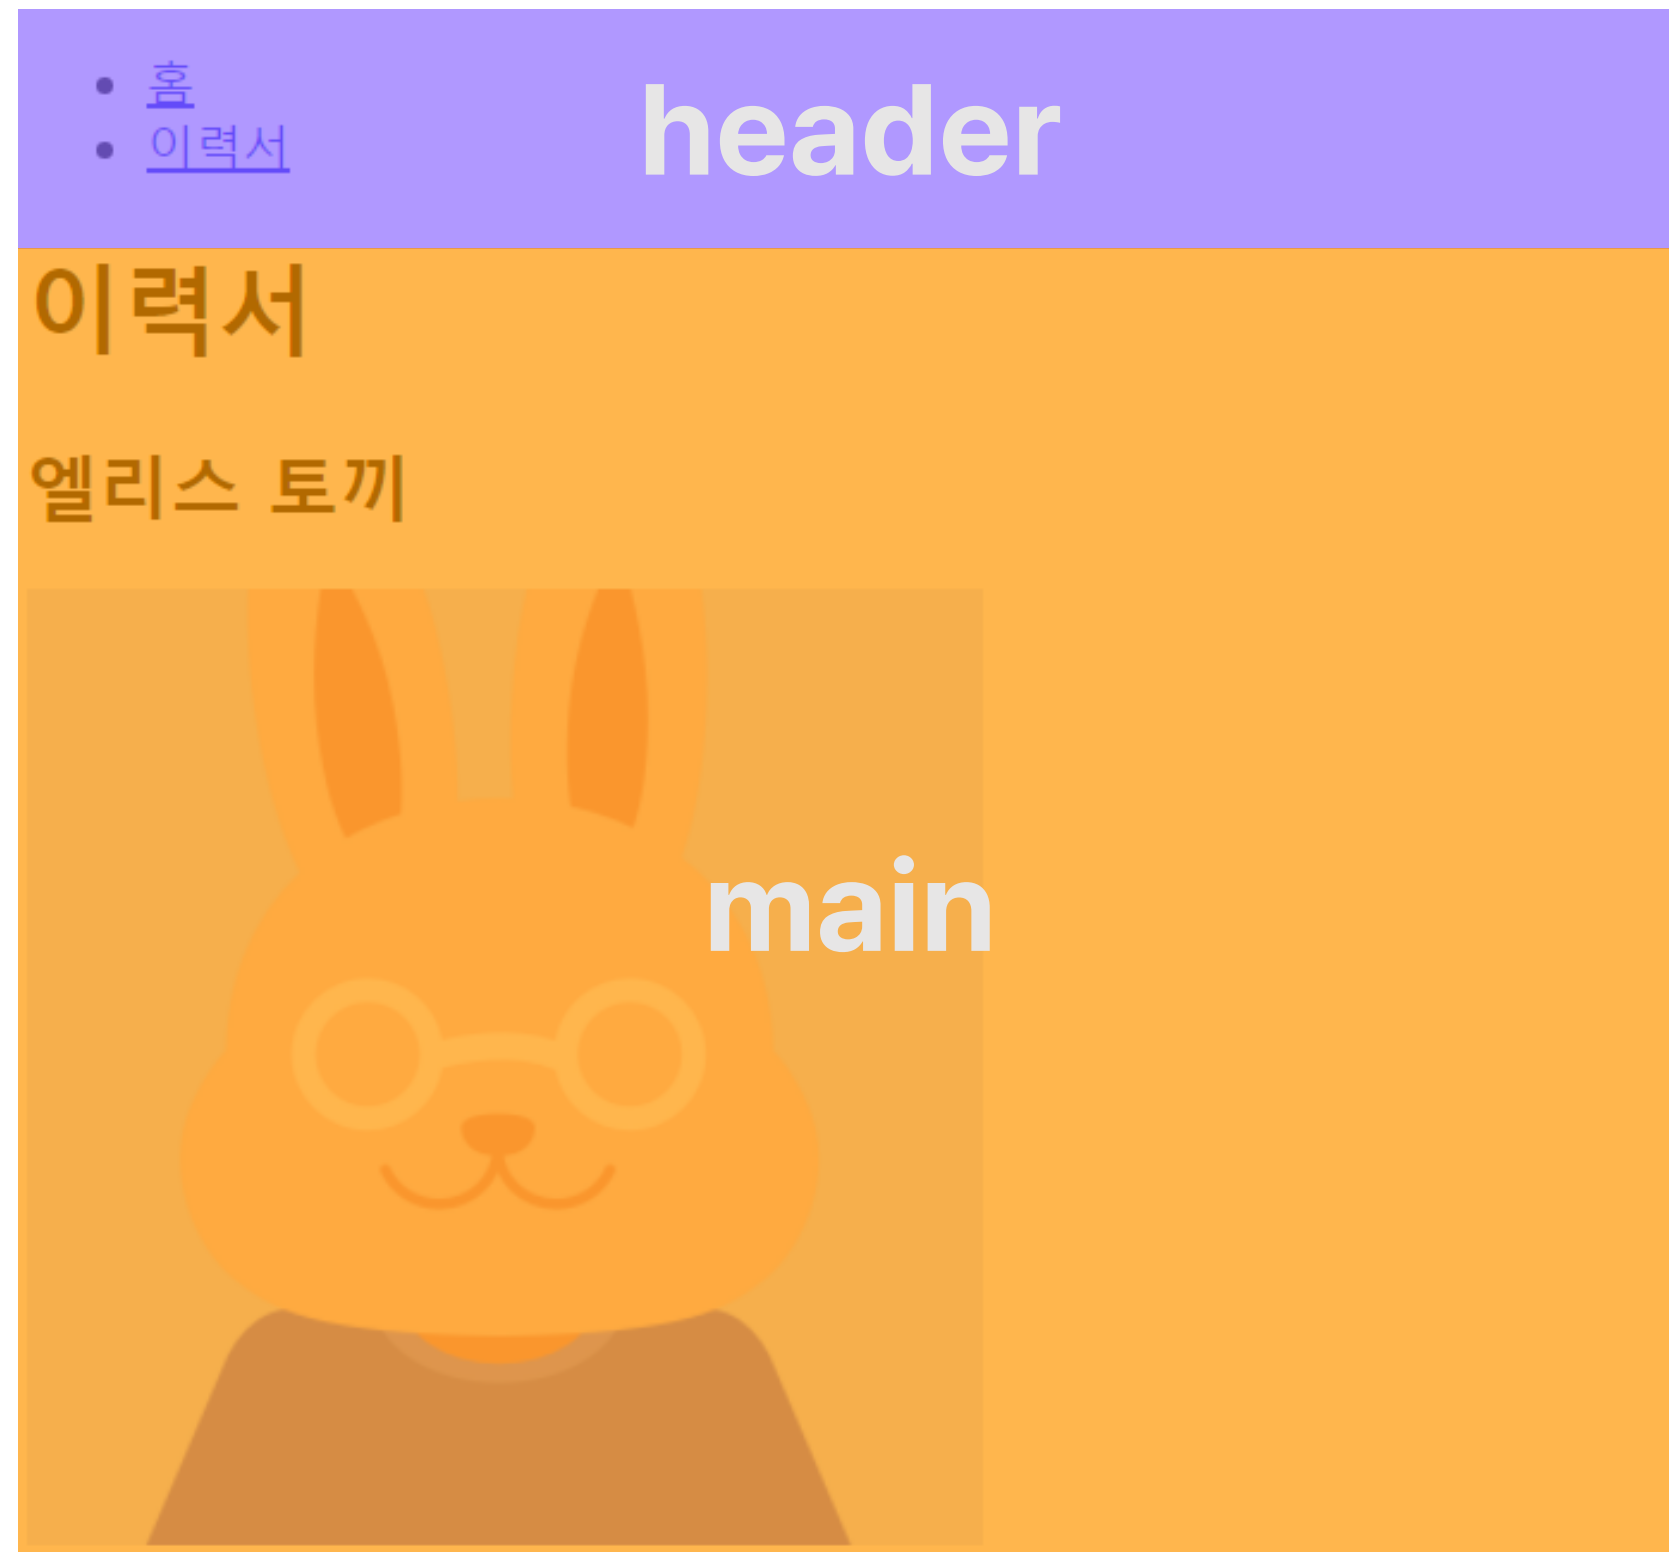 홈
이력서
header
이력서
엘리스 토끼
main